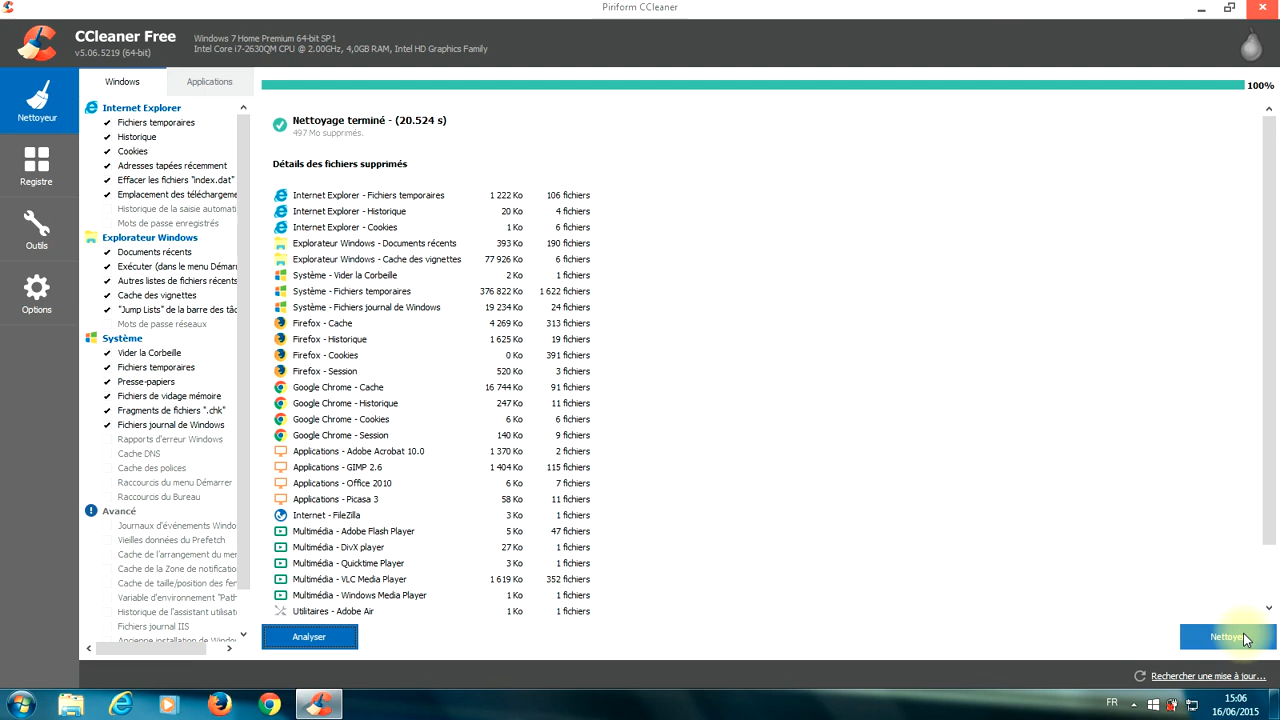 Piriform CCleaner
CCleaner Free
v5.06.5219 (64-bit)
Windows 7 Home Premium 64-bit SP1
Intel Core i7-2630QM CPU @ 2.00GHz, 4,0GB RAM, Intel HD Graphics Family
Nettoyeur
Registre
Outils
Options
Windows
Applications
Internet Explorer
Fichiers temporaires
Historique
Cookies
Adresses tapées récemment
Effacer les fichiers "index.dat"
Emplacement des téléchargeme
Historique de la saisie automati
Mots de passe enregistrés
Explorateur Windows
Documents récents
Exécuter (dans le menu Démarr
Autres listes de fichiers récents
Cache des vignettes
"Jump Lists" de la barre des tâc
Mots de passe réseaux
Système
Vider la Corbeille
Fichiers temporaires
Presse-papiers
Fichiers de vidage mémoire
Fragments de fichiers ".chk"
Fichiers journal de Windows
Rapports d'erreur Windows
Cache DNS
Cache des polices
Raccourcis du menu Démarrer
Raccourcis du Bureau
Avancé
Journaux d'événements Windo
Vieilles données du Prefetch
Cache de l'arrangement du mer
Cache de la Zone de notificatio
Cache de taille/position des fen
Variable d'environnement "Path
Historique de l'assistant utilisat
Fichiers journal IIS
Ancienne installation de Windo
100%
Nettoyage terminé - (20.524 s)
497 Mo supprimés.
Détails des fichiers supprimés
Internet Explorer - Fichiers temporaires 1 222 Ko 106 fichiers
Internet Explorer - Historique 20 Ko 4 fichiers
Internet Explorer - Cookies 1 Ko 6 fichiers
Explorateur Windows - Documents récents 393 Ko 190 fichiers
Explorateur Windows - Cache des vignettes 77 926 Ko 6 fichiers
Système - Vider la Corbeille 2 Ko 1 fichiers
Système - Fichiers temporaires 376 822 Ko 1 622 fichiers
Système - Fichiers journal de Windows 19 234 Ko 24 fichiers
Firefox - Cache 4 269 Ko 313 fichiers
Firefox - Historique 1 625 Ko 19 fichiers
Firefox - Cookies 0 Ko 391 fichiers
Firefox - Session 520 Ko 3 fichiers
Google Chrome - Cache 16 744 Ko 91 fichiers
Google Chrome - Historique 247 Ko 11 fichiers
Google Chrome - Cookies 6 Ko 6 fichiers
Google Chrome - Session 140 Ko 9 fichiers
Applications - Adobe Acrobat 10.0 1 370 Ko 2 fichiers
Applications - GIMP 2.6 1 404 Ko 115 fichiers
Applications - Office 2010 6 Ko 7 fichiers
Applications - Picasa 3 58 Ko 11 fichiers
Internet - FileZilla 3 Ko 1 fichiers
Multimédia - Adobe Flash Player 5 Ko 47 fichiers
Multimédia - DivX player 27 Ko 1 fichiers
Multimédia - Quicktime Player 3 Ko 1 fichiers
Multimédia - VLC Media Player 1 619 Ko 352 fichiers
Multimédia - Windows Media Player 1 Ko 1 fichiers
Utilitaires - Adobe Air 1 Ko 1 fichiers
Analyser
Nettoyer
Rechercher une mise à jour...
FR
15:06
16/06/2015